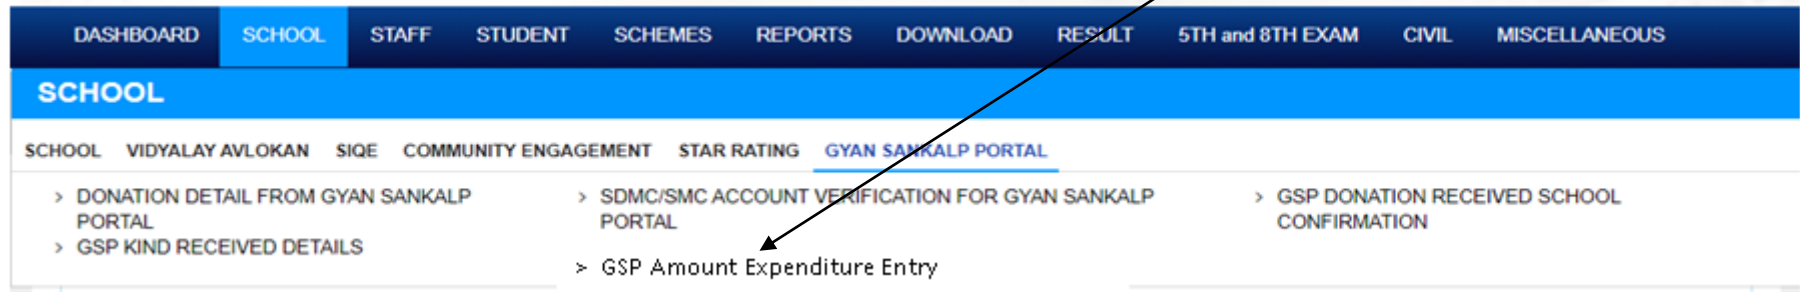 DASHBOARD SCHOOL STAFF STUDENT SCHEMES REPORTS DOWNLOAD RESULT 5TH and 8TH EXAM CIVIL MISCELLANEOUS
SCHOOL
SCHOOL VIDYALAY AVLOKAN SIQE COMMUNITY ENGAGEMENT STAR RATING GYAN SANKALP PORTAL
> DONATION DETAIL FROM GYAN SANKALP
PORTAL
> SDMC/SMC ACCOUNT VERIFICATION FOR GYAN SANKALP
PORTAL
> GSP DONATION RECEIVED SCHOOL
CONFIRMATION
> GSP KIND RECEIVED DETAILS
> GSP Amount Expenditure Entry